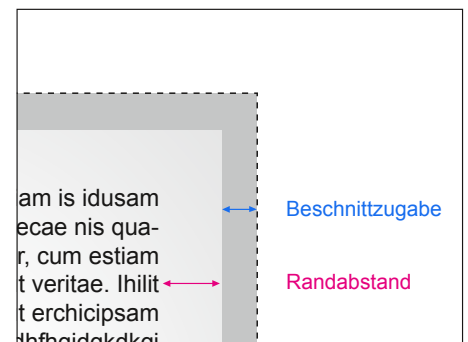 am is idusam
ecae nis qua-
r, cum estiam
t veritae. Ihilit
t erchicipsam
Beschnittzugabe
Randabstand